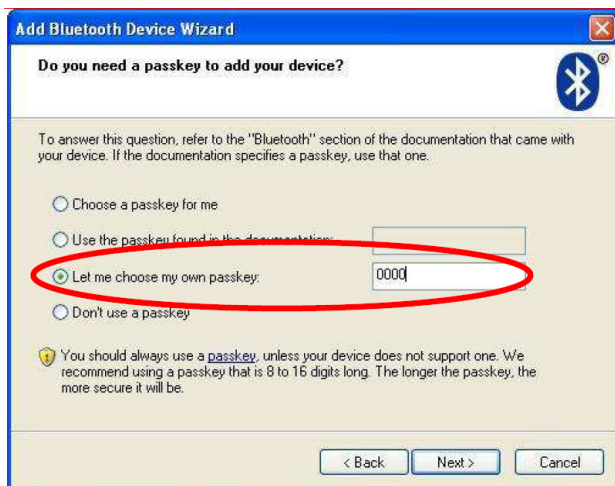 Add Bluetooth Device Wizard
Do you need a passkey to add your device?
®
To answer this question, refer to the "Bluetooth" section of the documentation that came with
your device. If the documentation specifies a passkey, use that one.
Choose a passkey for me
Use the passkey found in the documentation:
Let me choose my own passkey:
0000
Don't use a passkey
You should always use a passkey, unless your device does not support one. We
recommend using a passkey that is 8 to 16 digits long. The longer the passkey, the
more secure it will be.
< Back
Next >
Cancel